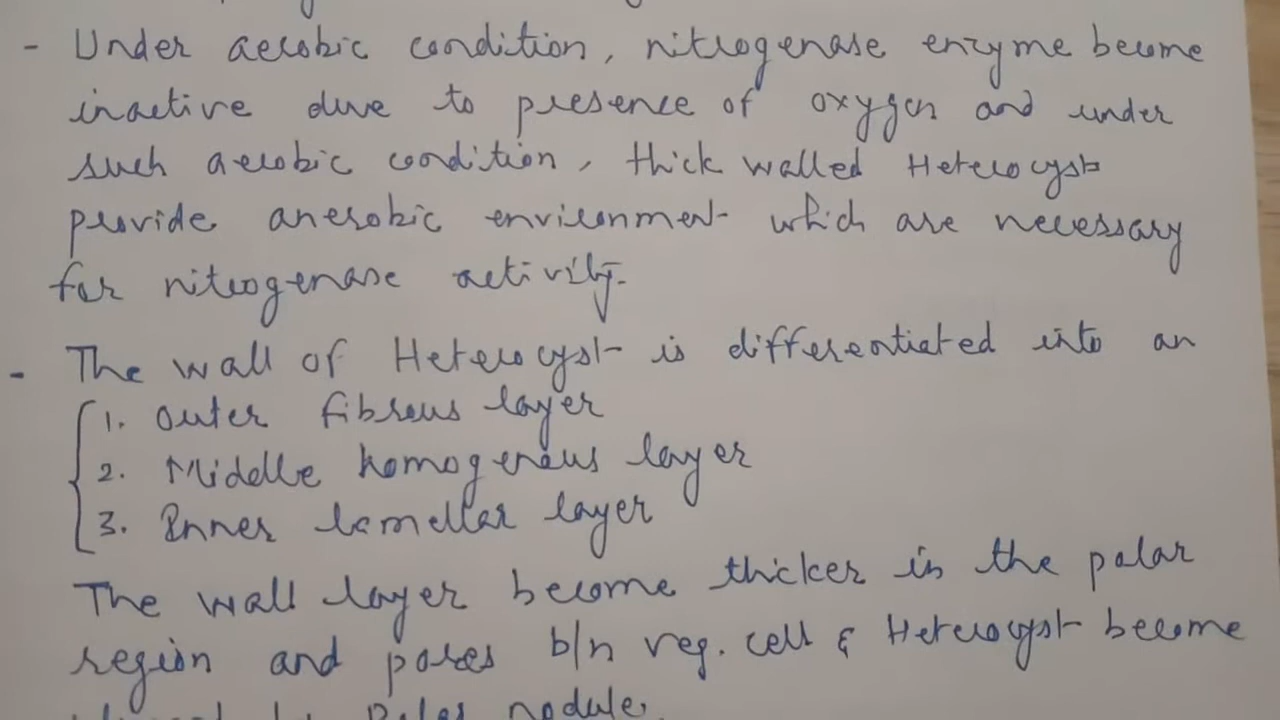 - Under aerobic condition, nitrogenase enzyme become
inactive due to presence of oxygen and under
such aerobic condition, thick walled Heterocyst
provide anerobic environment which are necessary
for nitrogenase activity.
- The wall of Heterocyst is differentiated into an
1. Outer fibrous layer
2. Middle homogenous layer
3. Inner lamellar layer
The wall layer become thicker in the polar
region and pores b/n veg. cell & Heterocyst become
by Polar nodule.